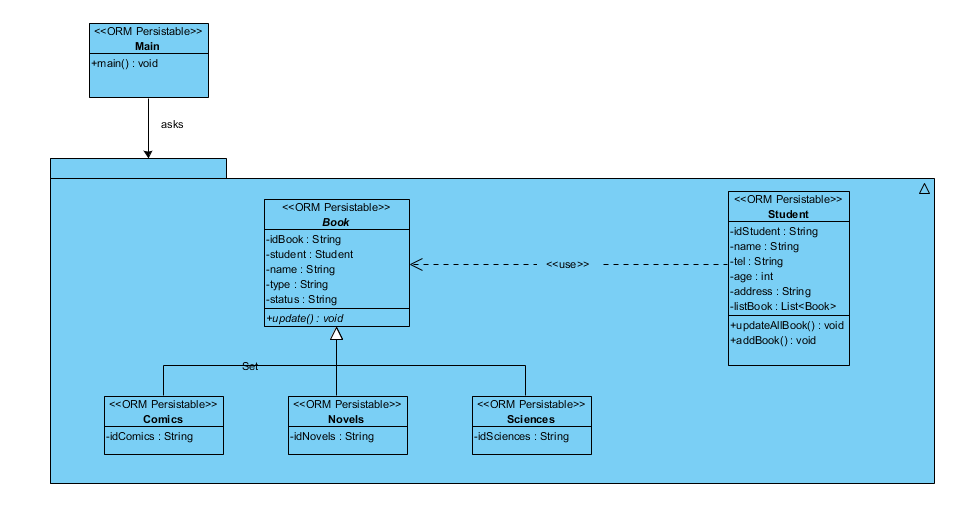 <<ORM Persistable>>
Main
+main() : void
asks
<<ORM Persistable>>
Book
-idBook : String
-student : Student
-name : String
-type : String
-status : String
+update() : void
<<use>>
<<ORM Persistable>>
Student
-idStudent : String
-name : String
-tel : String
-age : int
-address : String
-listBook : List<Book>
+updateAllBook() : void
+addBook() : void
Set
<<ORM Persistable>>
Comics
-idComics : String
<<ORM Persistable>>
Novels
-idNovels : String
<<ORM Persistable>>
Sciences
-idSciences : String